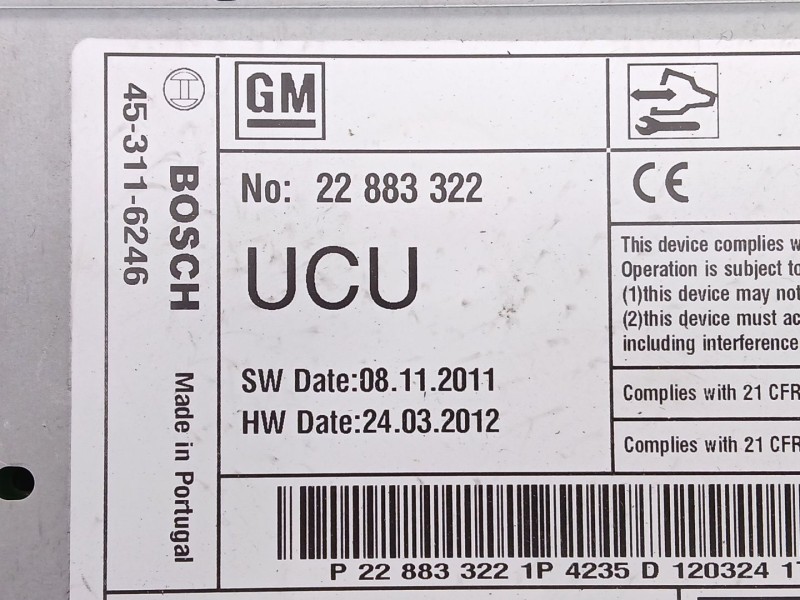 45-311-6246
BOSCH
Made in Portugal
GM
No: 22 883 322
UCU
SW Date:08.11.2011
HW Date:24.03.2012
CE
This device complies
Operation is subject to
(1)this device may not
(2)this device must
including interference
Complies with 21 CFR
Complies with 21 CFR
P 22 883 322 1P 4235 D 120324